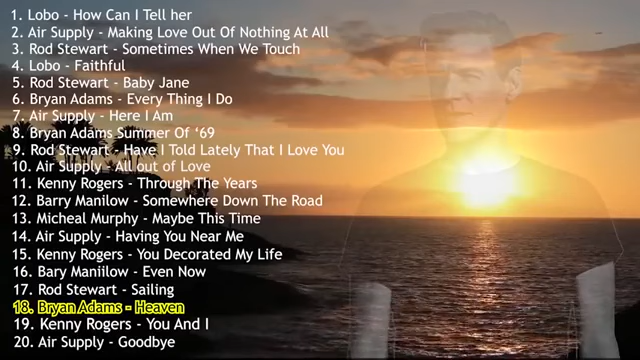 1. Lobo - How Can I Tell her
2. Air Supply - Making Love Out Of Nothing At All
3. Rod Stewart - Sometimes When We Touch
4. Lobo - Faithful
5. Rod Stewart - Baby Jane
6. Bryan Adams - Every Thing I Do
7. Air Supply - Here I Am
8. Bryan Adams Summer Of ‘69
9. Rod Stewart - Have I Told Lately That I Love You
10. Air Supply - All out of Love
11. Kenny Rogers - Through The Years
12. Barry Manilow - Somewhere Down The Road
13. Micheal Murphy - Maybe This Time
14. Air Supply - Having You Near Me
15. Kenny Rogers - You Decorated My Life
16. Bary Maniilow - Even Now
17. Rod Stewart - Sailing
18. Bryan Adams - Heaven
19. Kenny Rogers - You And I
20. Air Supply - Goodbye